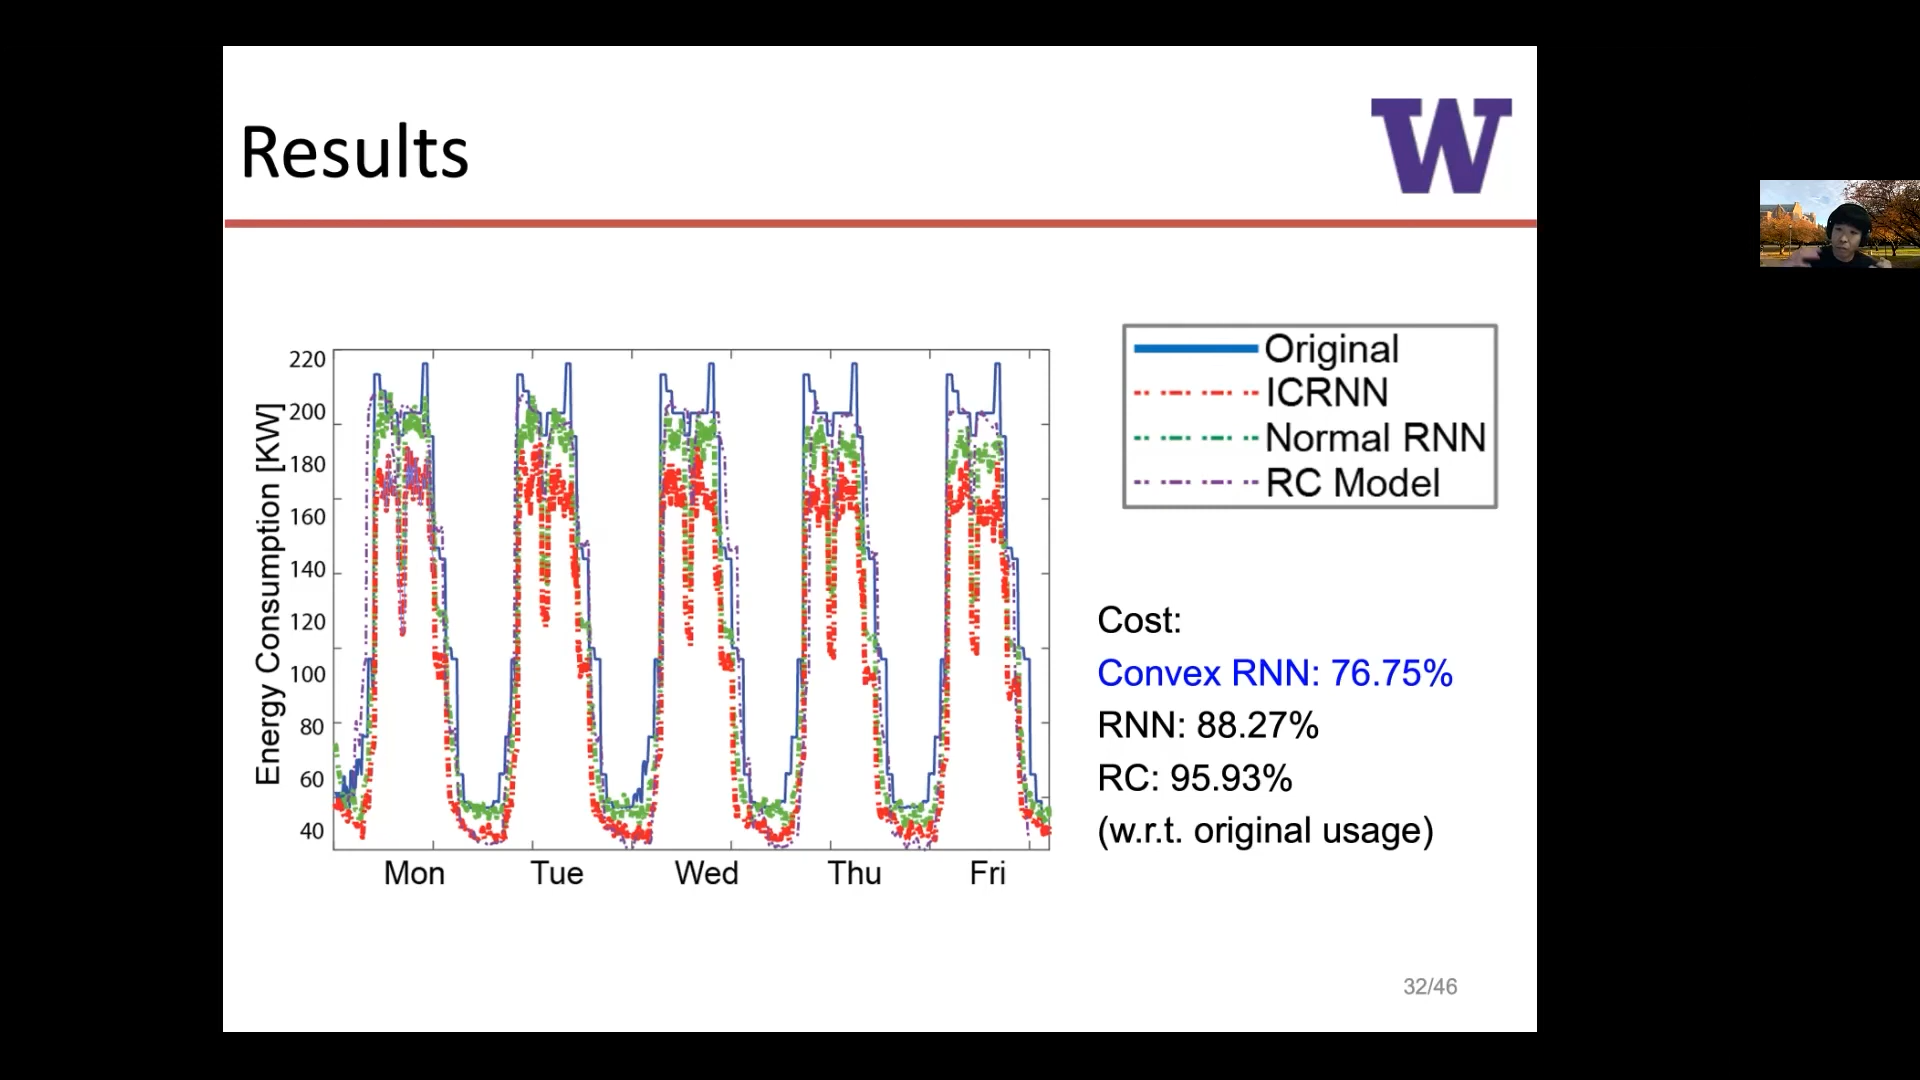 Results
W
220
200
180
160
140
120
100
80
60
40
Energy Consumption [KW]
Mon Tue Wed Thu Fri
Original
ICRNN
Normal RNN
RC Model
Cost:
Convex RNN: 76.75%
RNN: 88.27%
RC: 95.93%
(w.r.t. original usage)
32/46